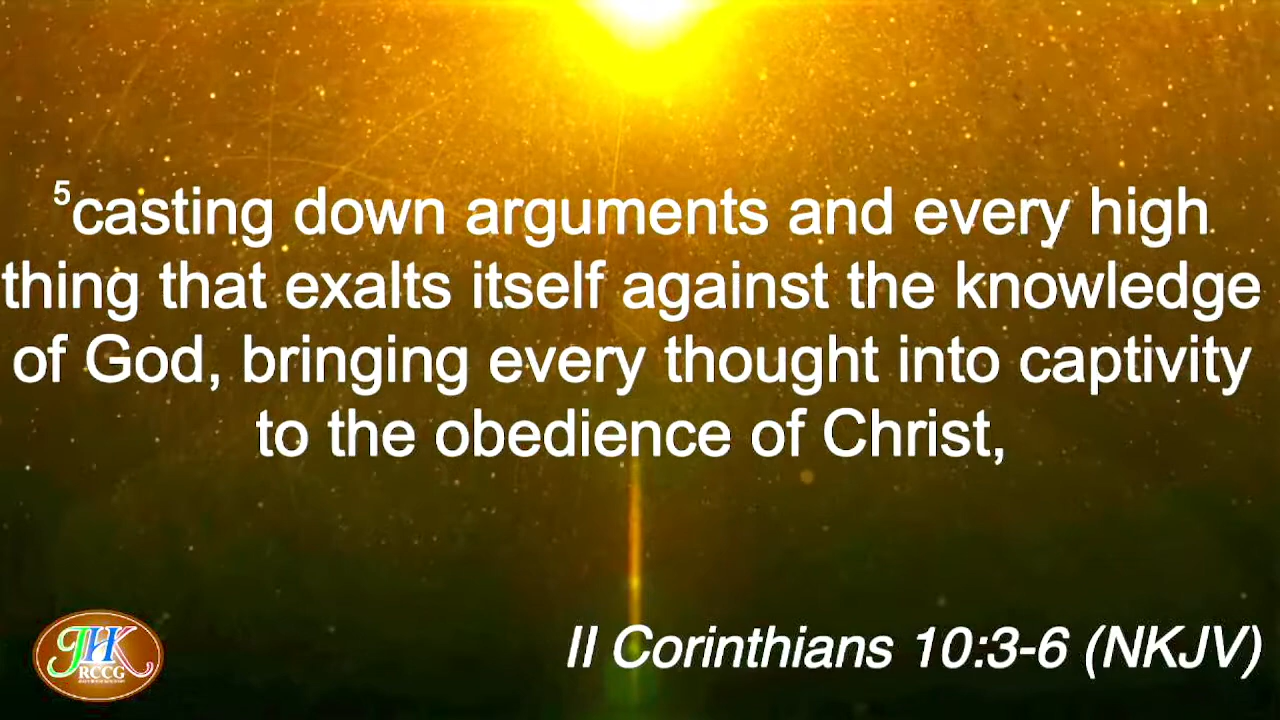 ⁵casting down arguments and every high
thing that exalts itself against the knowledge
of God, bringing every thought into captivity
to the obedience of Christ,
II Corinthians 10:3-6 (NKJV)
JHK
RCCG